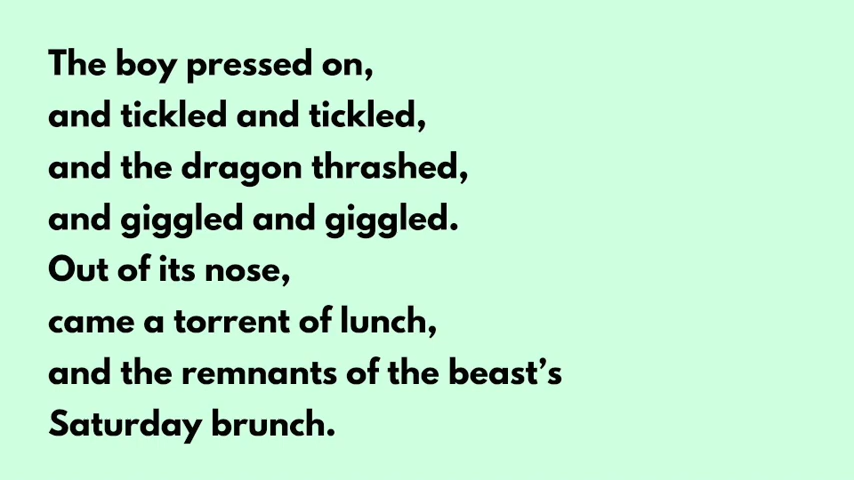 The boy pressed on,
and tickled and tickled,
and the dragon thrashed,
and giggled and giggled.
Out of its nose,
came a torrent of lunch,
and the remnants of the beast’s
Saturday brunch.